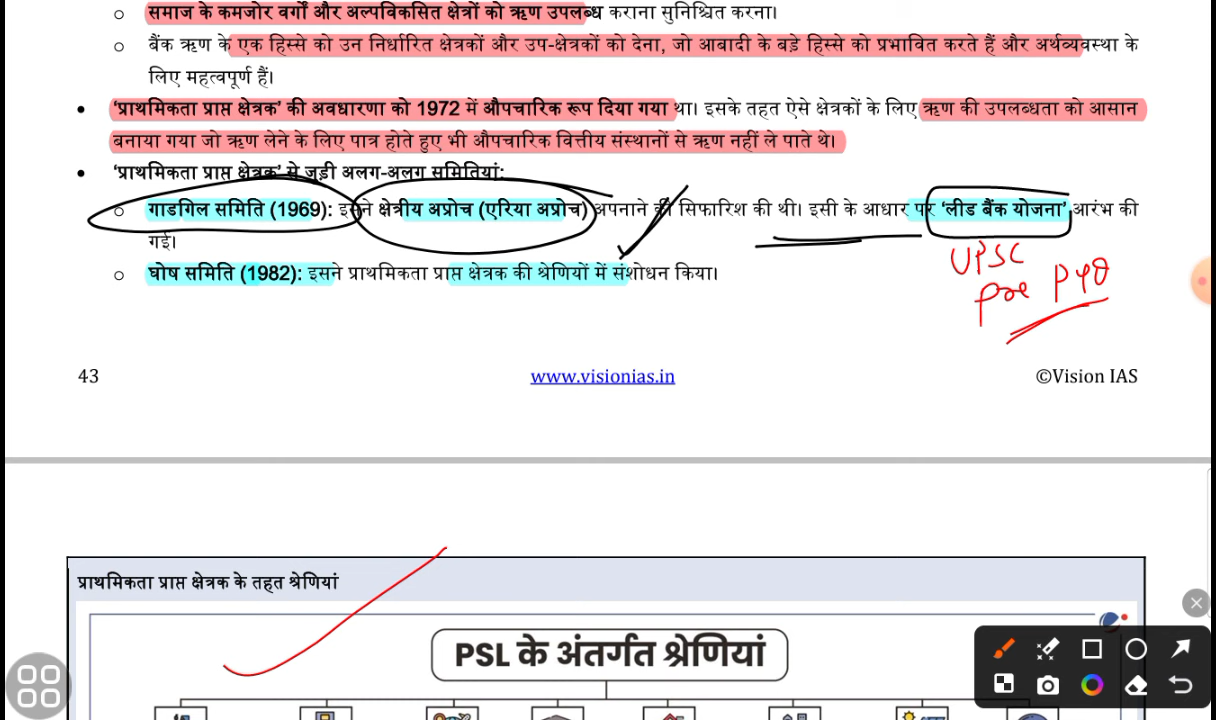 ○ समाज के कमजोर वर्गों और अल्पविकसित क्षेत्रों को ऋण उपलब्ध कराना सुनिश्चित करना।
○ बैंक ऋण के एक हिस्से को उन निर्धारित क्षेत्रकों और उप-क्षेत्रकों को देना, जो आबादी के बड़े हिस्से को प्रभावित करते हैं और अर्थव्यवस्था के
लिए महत्वपूर्ण हैं।
• ‘प्राथमिकता प्राप्त क्षेत्रक’ की अवधारणा को 1972 में औपचारिक रूप दिया गया था। इसके तहत ऐसे क्षेत्रकों के लिए ऋण की उपलब्धता को आसान
बनाया गया जो ऋण लेने के लिए पात्र होते हुए भी औपचारिक वित्तीय संस्थानों से ऋण नहीं ले पाते थे।
• ‘प्राथमिकता प्राप्त क्षेत्रक’ से जुड़ी अलग-अलग समितियां:
○ गाडगिल समिति (1969): इसने क्षेत्रीय अप्रोच (एरिया अप्रोच) अपनाने की सिफारिश की थी। इसी के आधार पर ‘लीड बैंक योजना’ आरंभ की
गई।
○ घोष समिति (1982): इसने प्राथमिकता प्राप्त क्षेत्रक की श्रेणियों में संशोधन किया।
UPSC
pre PYQ
43 www.visionias.in ©Vision IAS
प्राथमिकता प्राप्त क्षेत्रक के तहत श्रेणियां
PSL के अंतर्गत श्रेणियां